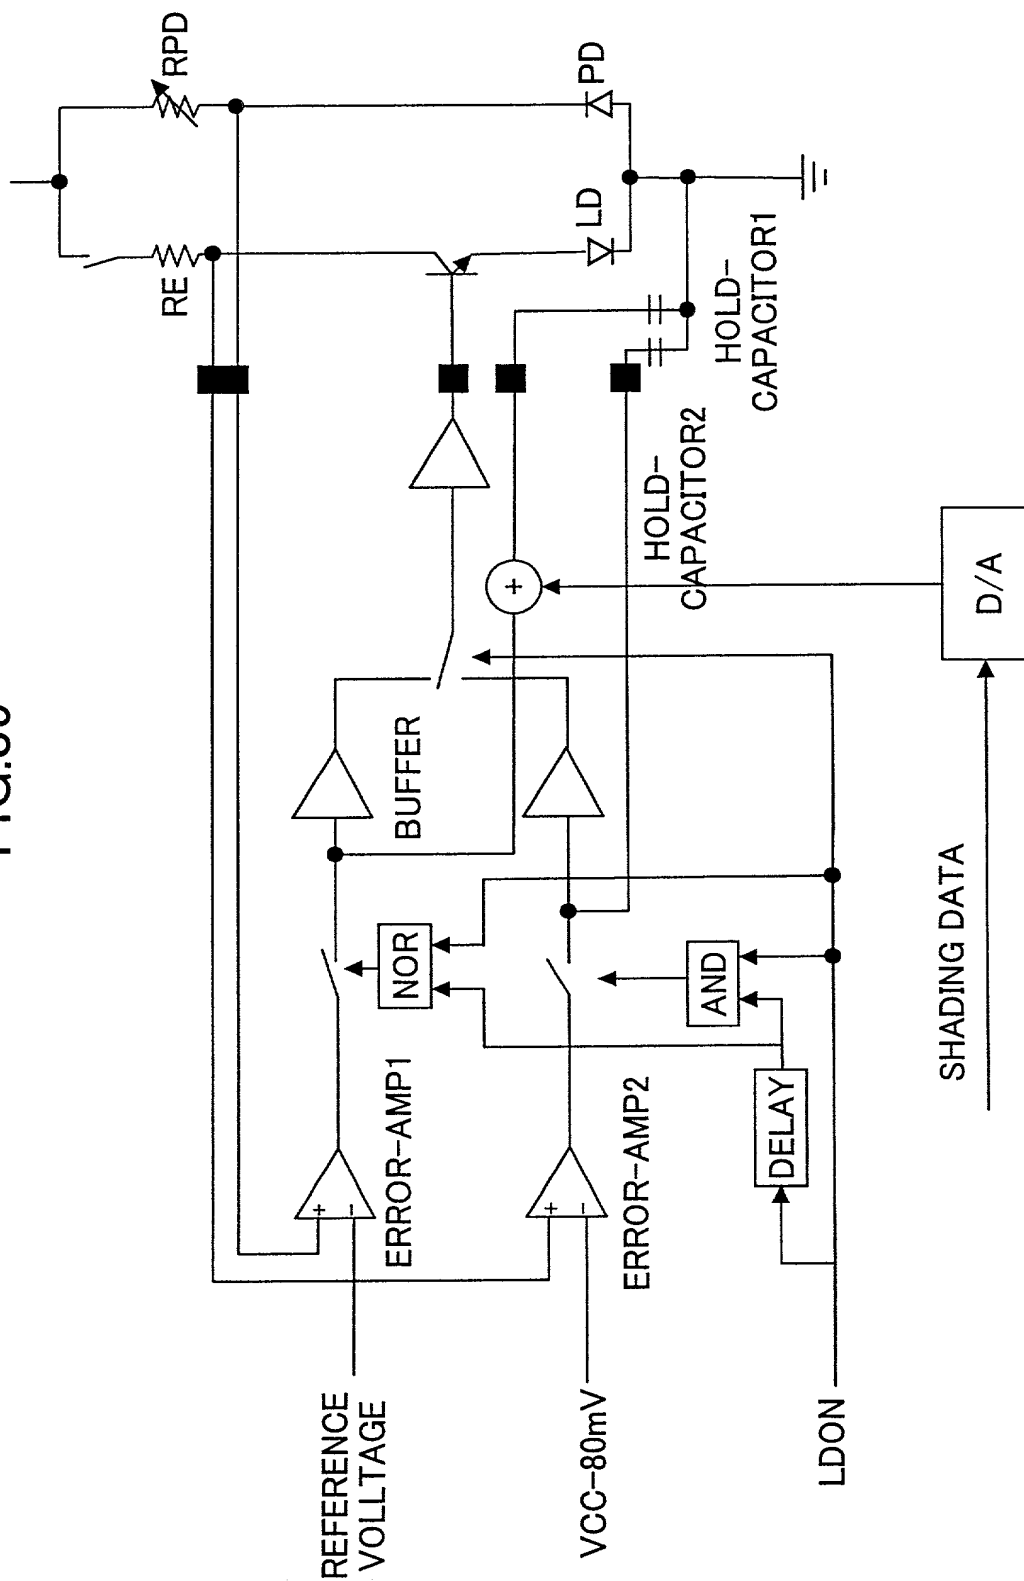 RPD
PD
RE
LD
HOLD-
CAPACITOR1
HOLD-
CAPACITOR2
+
D/A
BUFFER
NOR
AND
DELAY
+
-
ERROR-AMP1
+
-
ERROR-AMP2
SHADING DATA
REFERENCE
VOLLTAGE
VCC-80mV
LDON